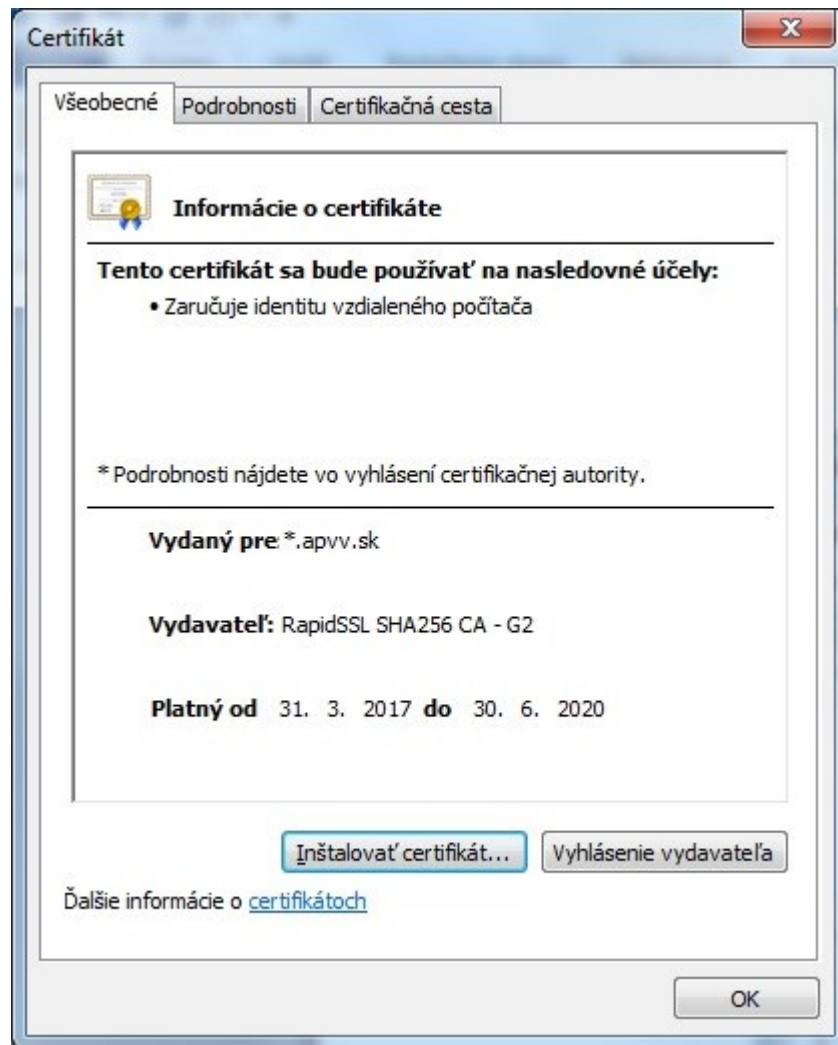 Certifikát
Všeobecné Podrobnosti Certifikačná cesta
Informácie o certifikáte
Tento certifikát sa bude používať na nasledovné účely:
• Zaručuje identitu vzdialeného počítača
* Podrobnosti nájdete vo vyhlásení certifikačnej autority.
Vydaný pre: *.apvv.sk
Vydavateľ: RapidSSL SHA256 CA - G2
Platný od 31. 3. 2017 do 30. 6. 2020
Inštalovať certifikát... Vyhlásenie vydavateľa
Ďalšie informácie o certifikátoch
OK